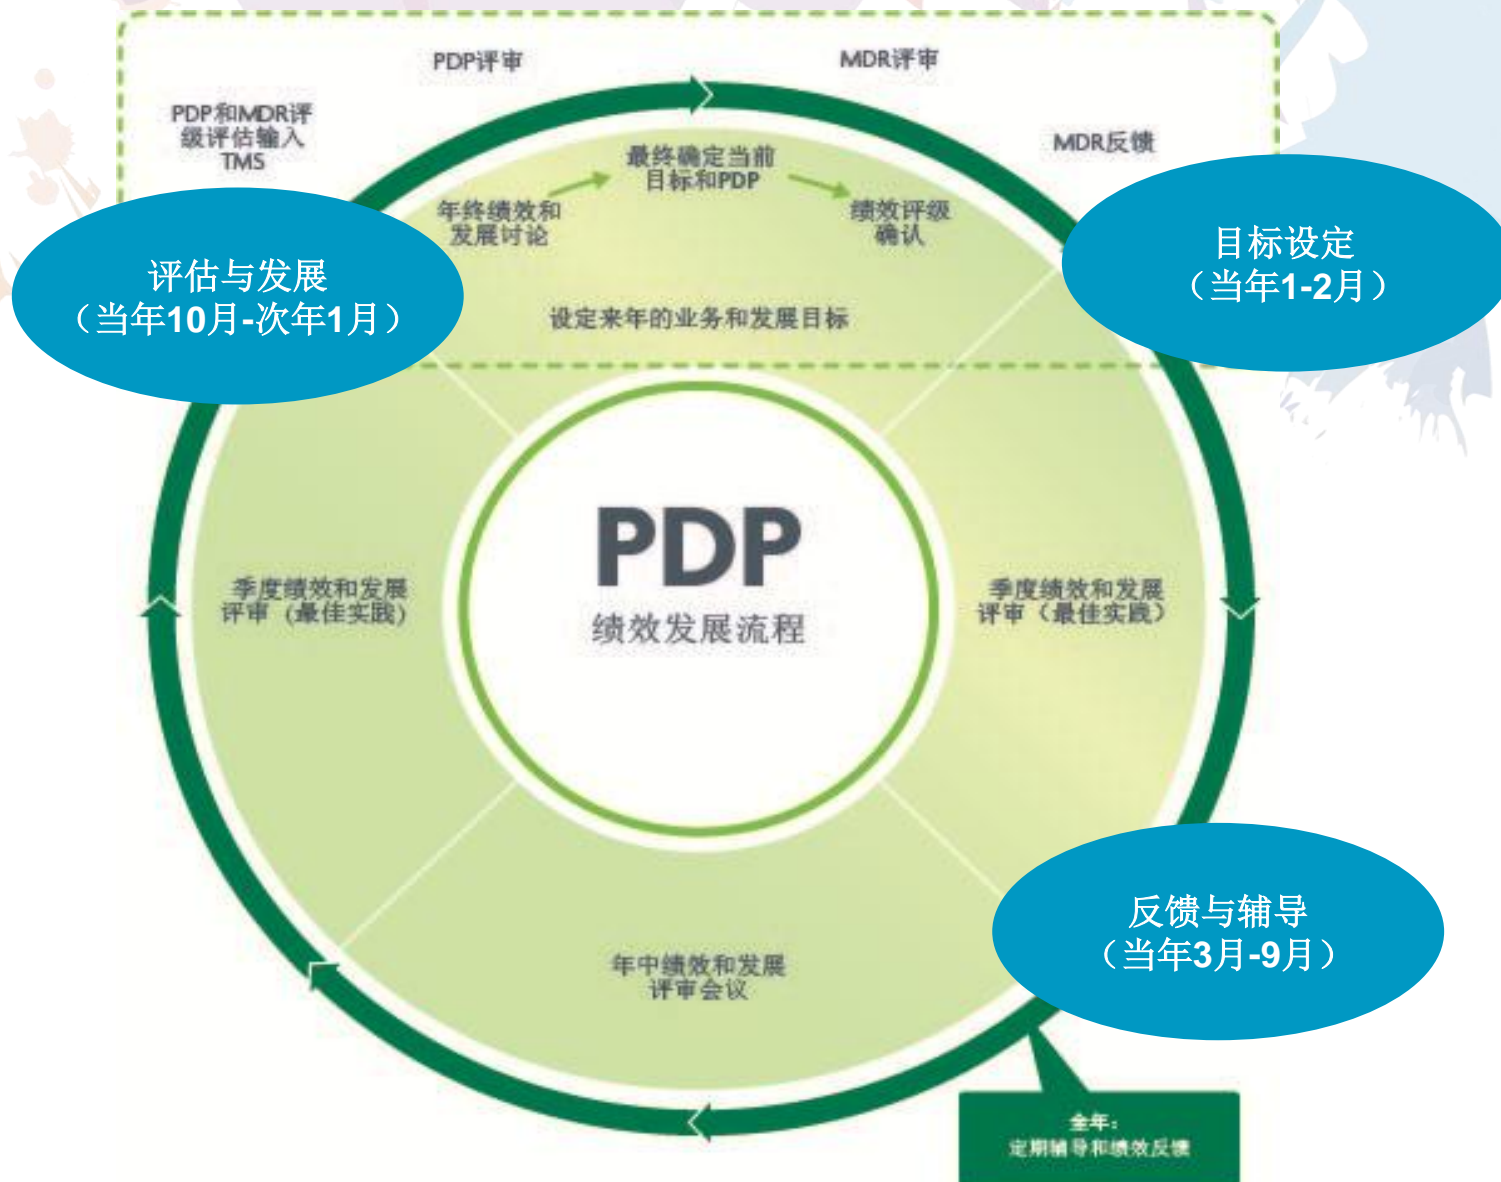 PDP评审
MDR评审
PDP和MDR评
级评估输入
TMS
MDR反馈
最终确定当前
目标和PDP
年终绩效和
发展讨论
绩效评级
确认
评估与发展
（当年10月-次年1月）
目标设定
（当年1-2月）
设定来年的业务和发展目标
PDP
绩效发展流程
季度绩效和发展
评审 (最佳实践)
季度绩效和发展
评审（最佳实践）
反馈与辅导
（当年3月-9月）
年中绩效和发展
评审会议
全年：
定期辅导和绩效反馈